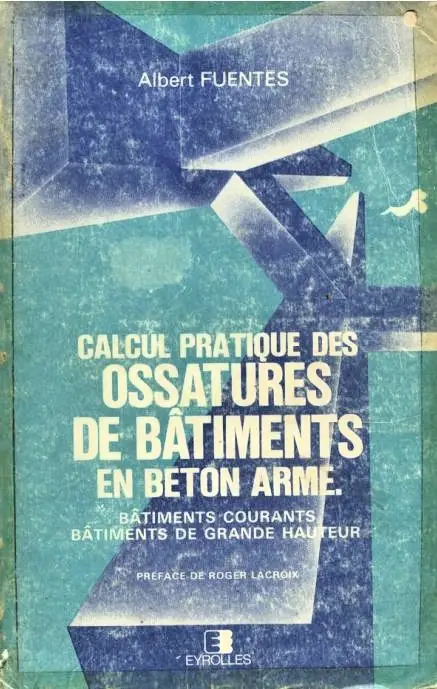 Albert FUENTES
CALCUL PRATIQUE DES
OSSATURES
DE BÂTIMENTS
EN BETON ARME.
BÂTIMENTS COURANTS
BÂTIMENTS DE GRANDE HAUTEUR
PRÉFACE DE ROGER LACROIX
EYROLLES